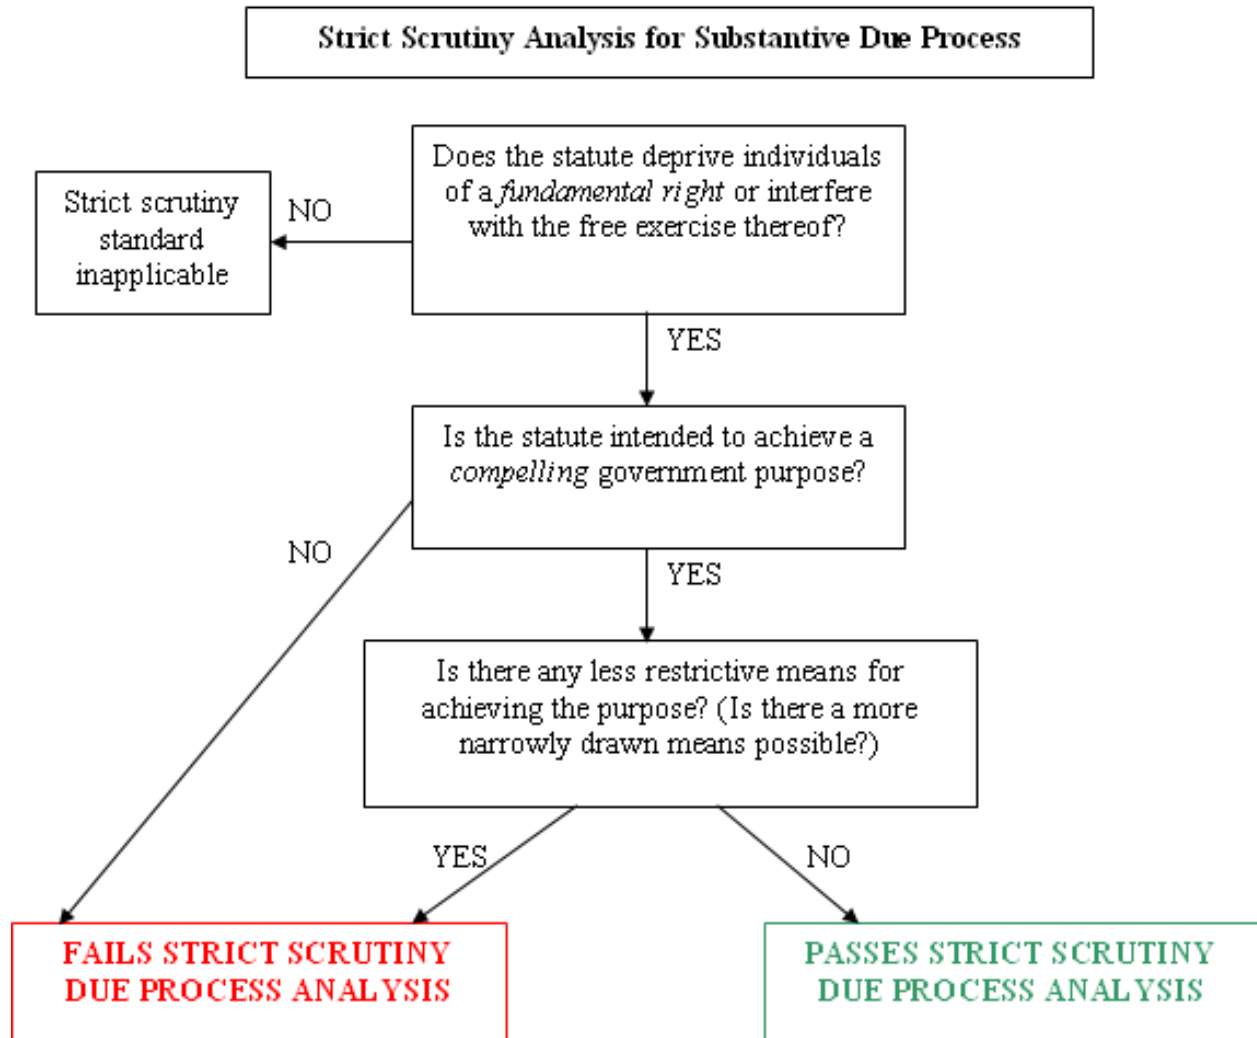 Strict Scrutiny Analysis for Substantive Due Process
Does the statute deprive individuals
of a fundamental right or interfere
with the free exercise thereof?
NO
Strict scrutiny
standard
inapplicable
YES
Is the statute intended to achieve a
compelling government purpose?
NO
YES
Is there any less restrictive means for
achieving the purpose? (Is there a more
narrowly drawn means possible?)
YES
NO
FAILS STRICT SCRUTINY
DUE PROCESS ANALYSIS
PASSES STRICT SCRUTINY
DUE PROCESS ANALYSIS